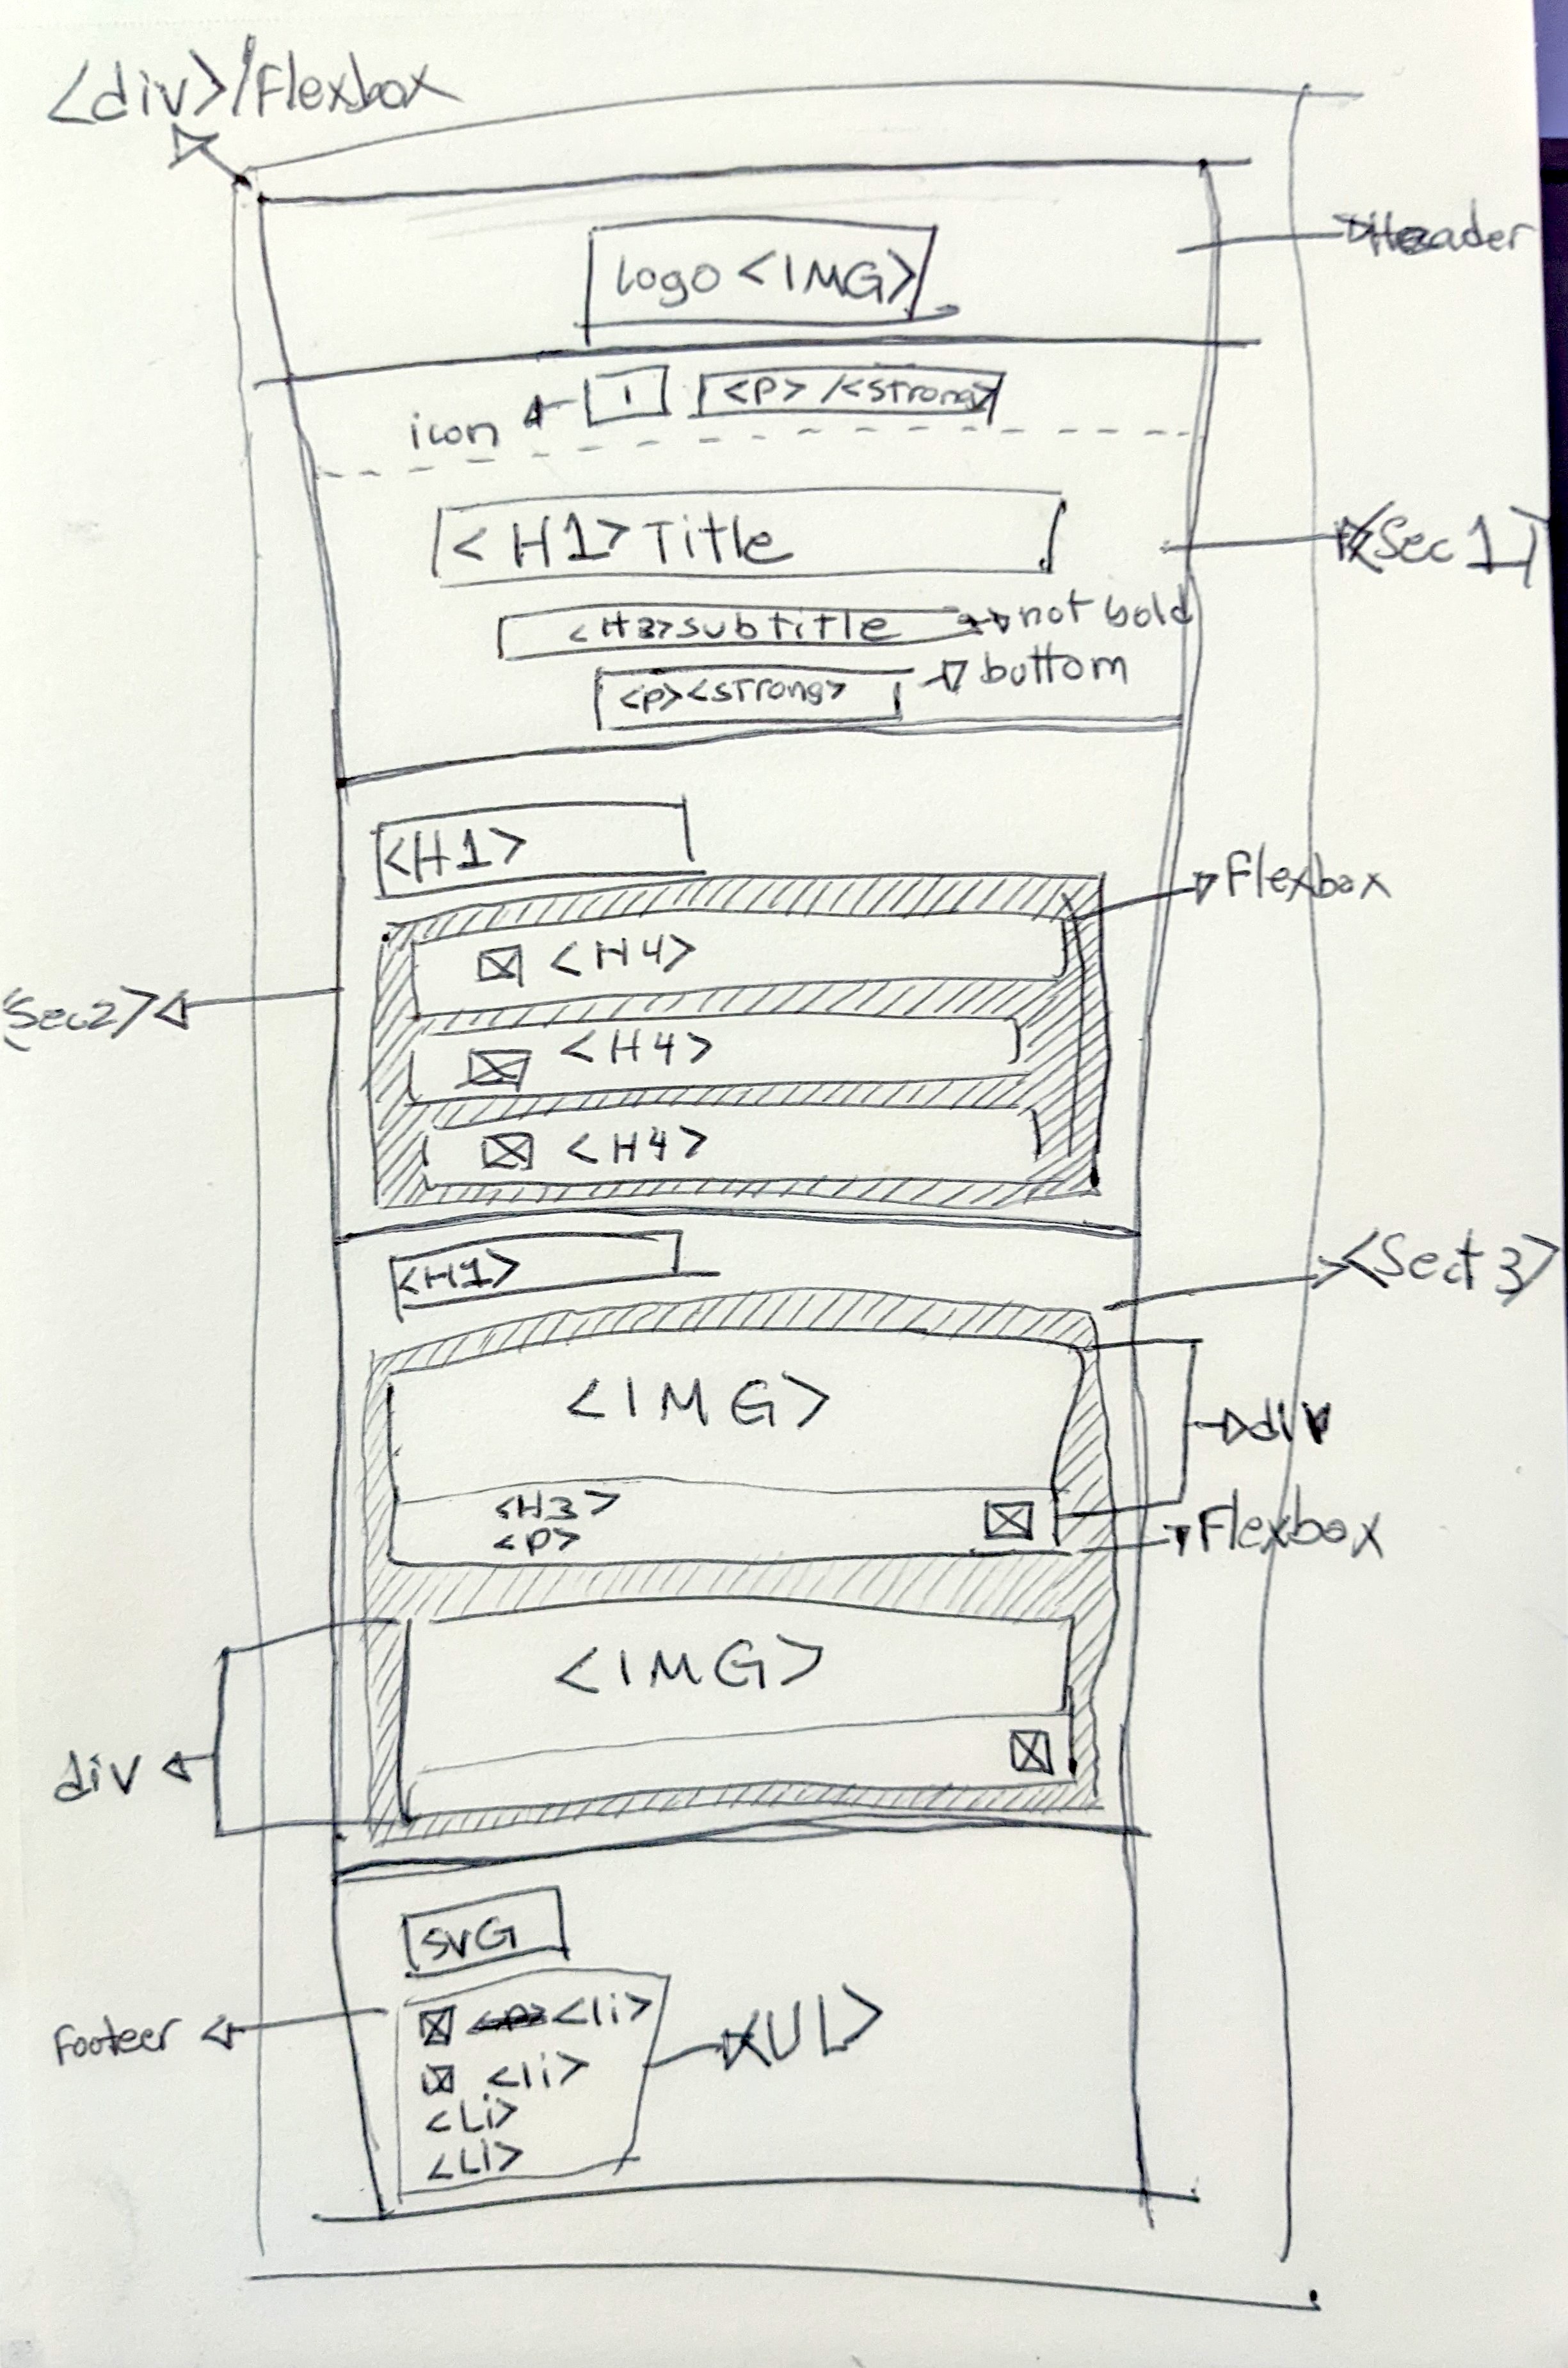 <div>/Flexbox
Header
logo <IMG>
icon
i
<P>/<strong>
<H1>Title
<Sec 1>
<H3>subtitle
not bold
<p><strong>
buttom
<H1>
Flexbox
<H4>
<Sec2>
<H4>
<H4>
<H1>
<Sect 3>
<IMG>
div
<H3>
<p>
Flexbox
<IMG>
div
SVG
Footeer
<p> <li>
<li>
<Li>
<LI>
<UL>